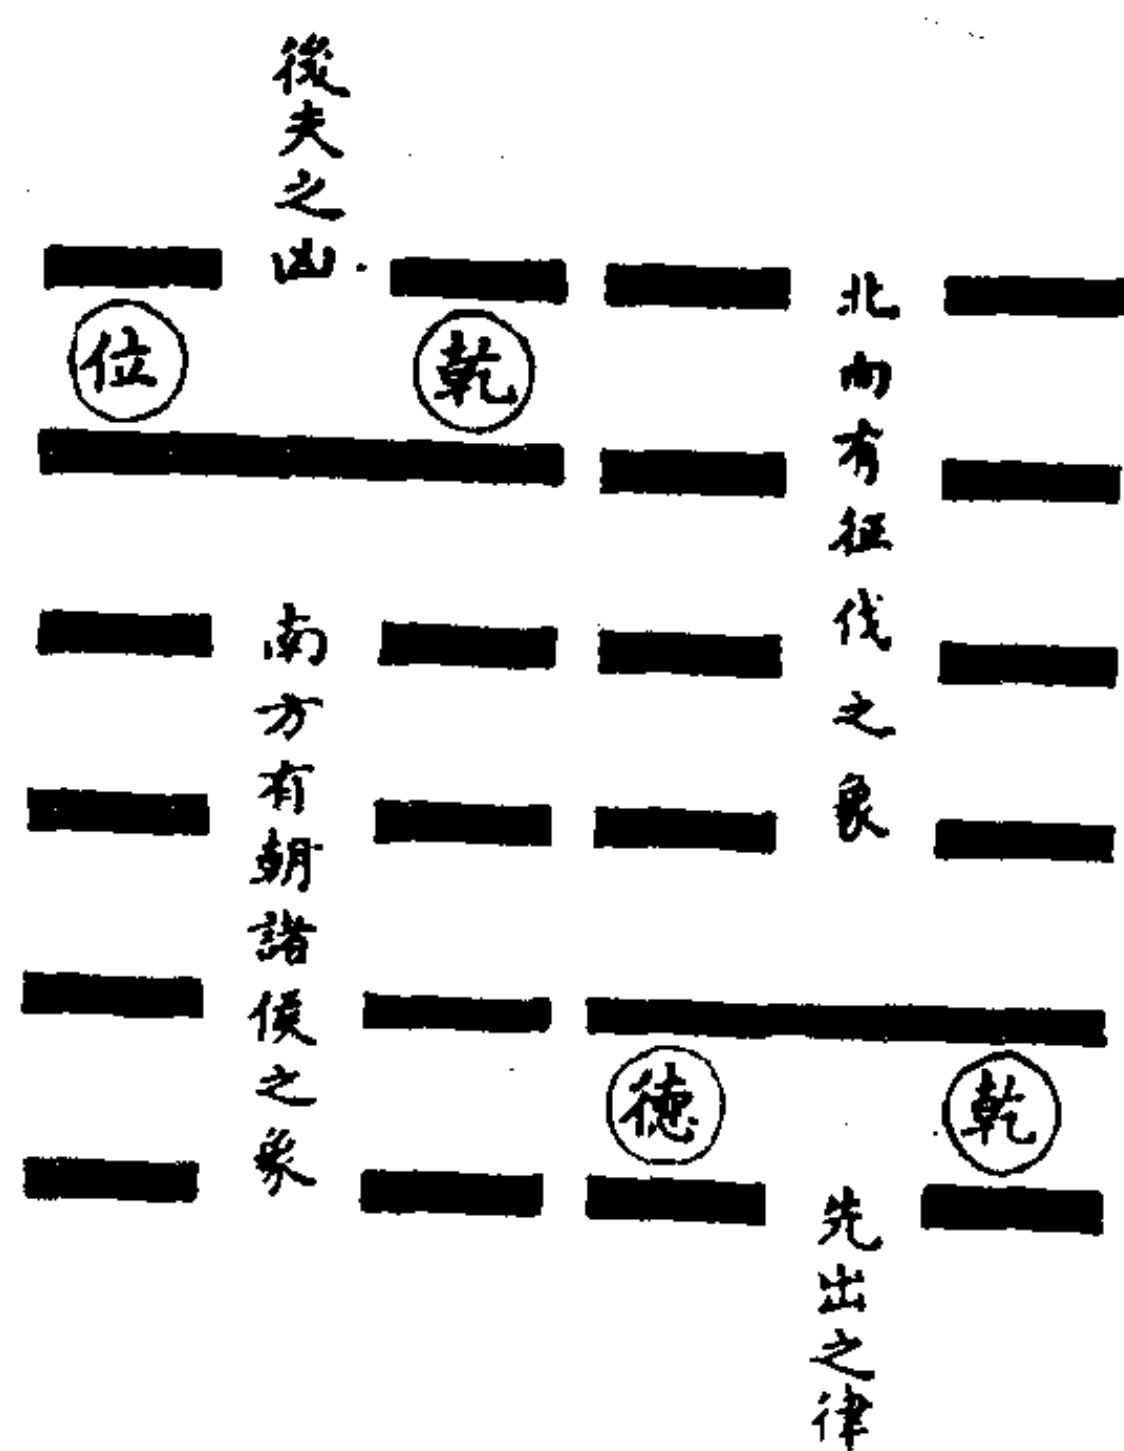 北向有征伐之象
乾德
先出之律
後夫之凶
乾位
南方有朝諸侯之象